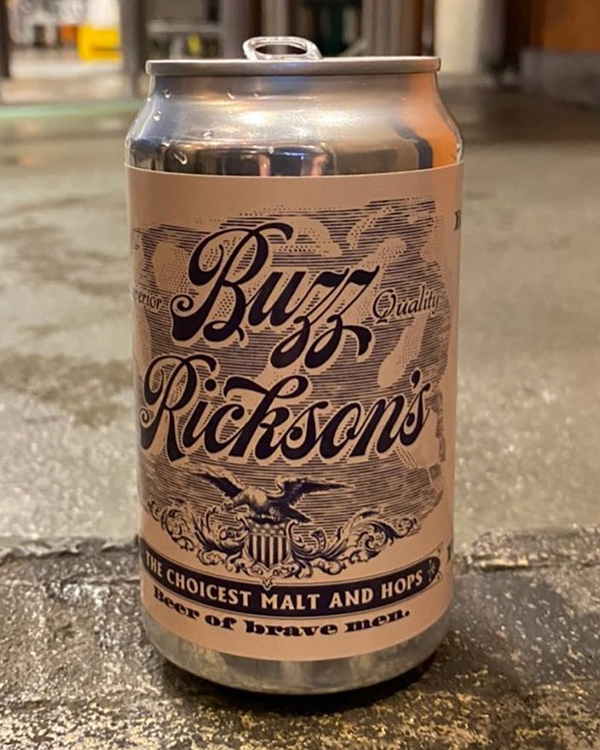 Buzz
Quality
Rickson's
THE CHOICEST MALT AND HOPS
Beer of brave men.